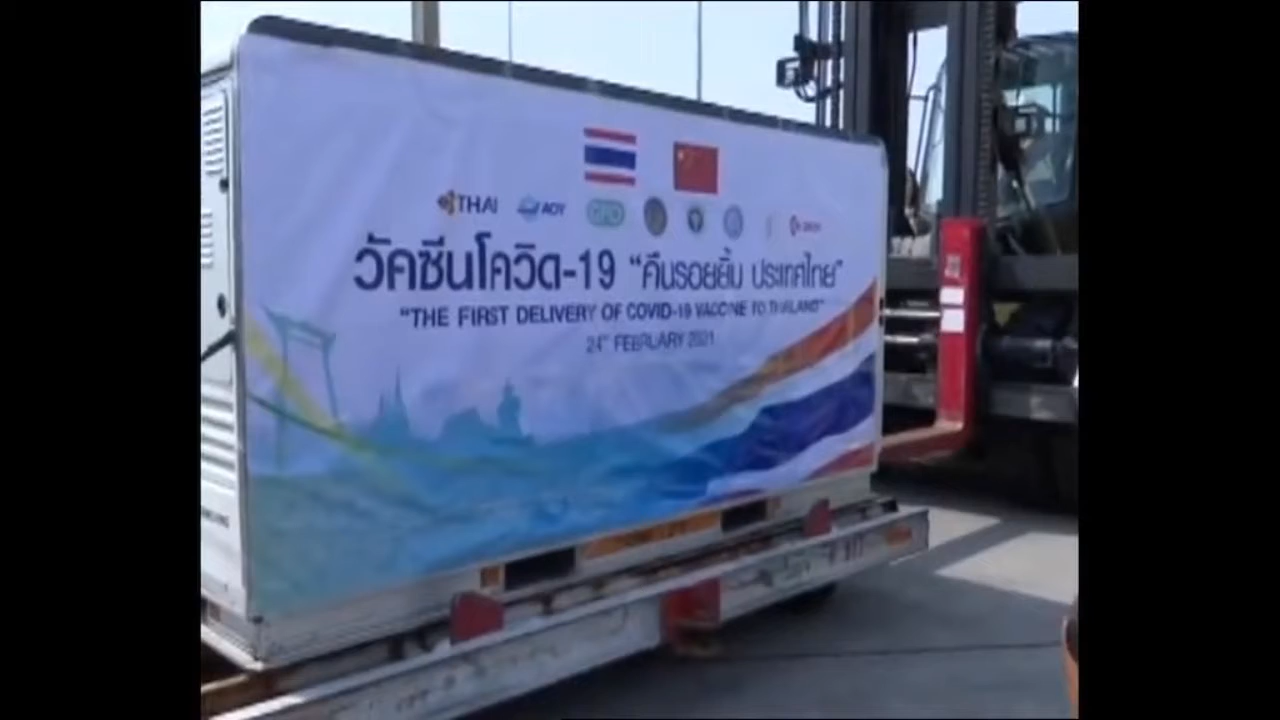 THAI AOT GPO
วัคซีนโควิด-19 “คืนรอยยิ้ม ประเทศไทย”
“THE FIRST DELIVERY OF COVID-19 VACCINE TO THAILAND”
24TH FEBRUARY 2021